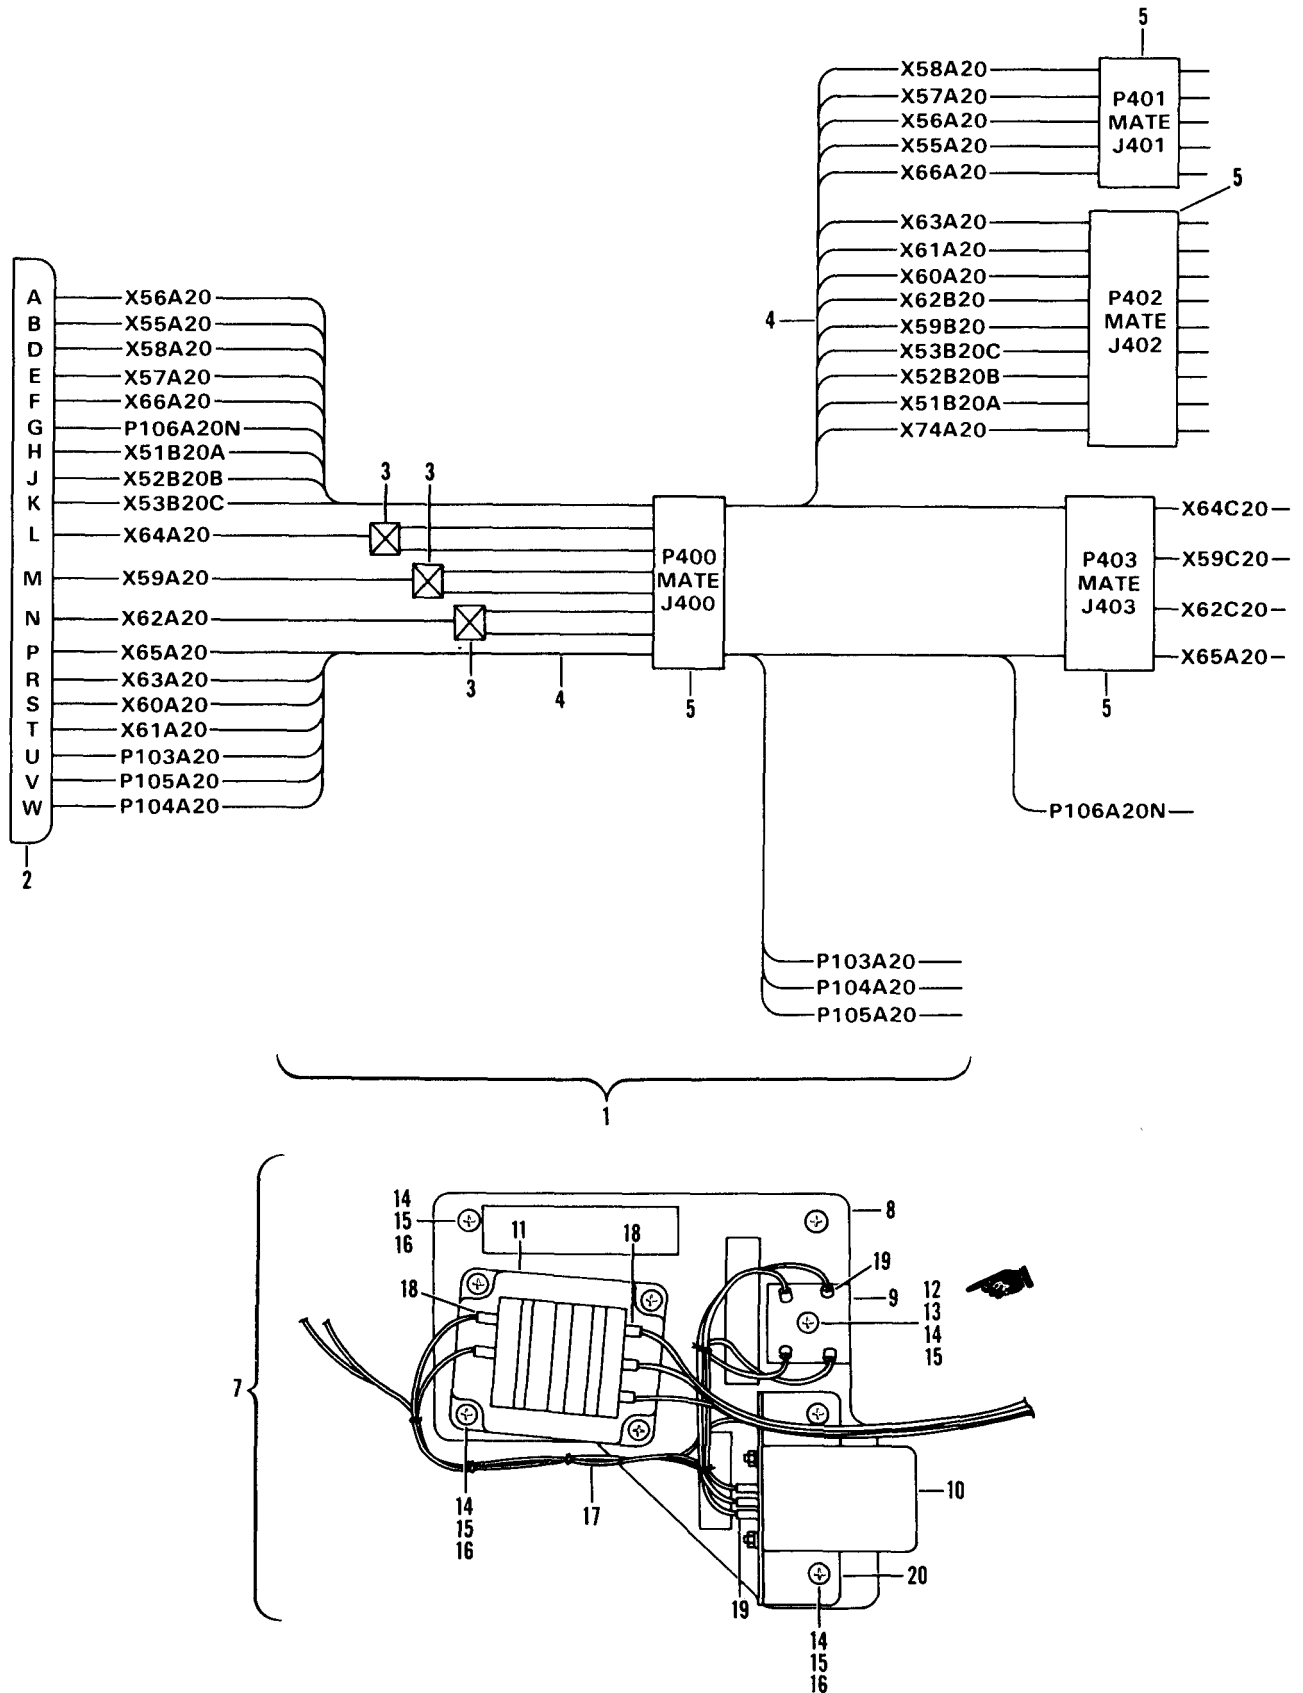 5
X58A20
X57A20
X56A20
X55A20
X66A20
P401
MATE
J401
5
X63A20
X61A20
X60A20
X62B20
X59B20
X53B20C
X52B20B
X51B20A
X74A20
P402
MATE
J402
4
A X56A20
B X55A20
D X58A20
E X57A20
F X66A20
G P106A20N
H X51B20A
J X52B20B
K X53B20C
L X64A20
M X59A20
N X62A20
P X65A20
R X63A20
S X60A20
T X61A20
U P103A20
V P105A20
W P104A20
2
3
3
3
4
P400
MATE
J400
5
P403
MATE
J403
5
X64C20
X59C20
X62C20
X65A20
P106A20N
P103A20
P104A20
P105A20
1
7
14
15
16
11
18
18
8
19
9
12
13
14
15
10
17
14
15
16
20
19
14
15
16